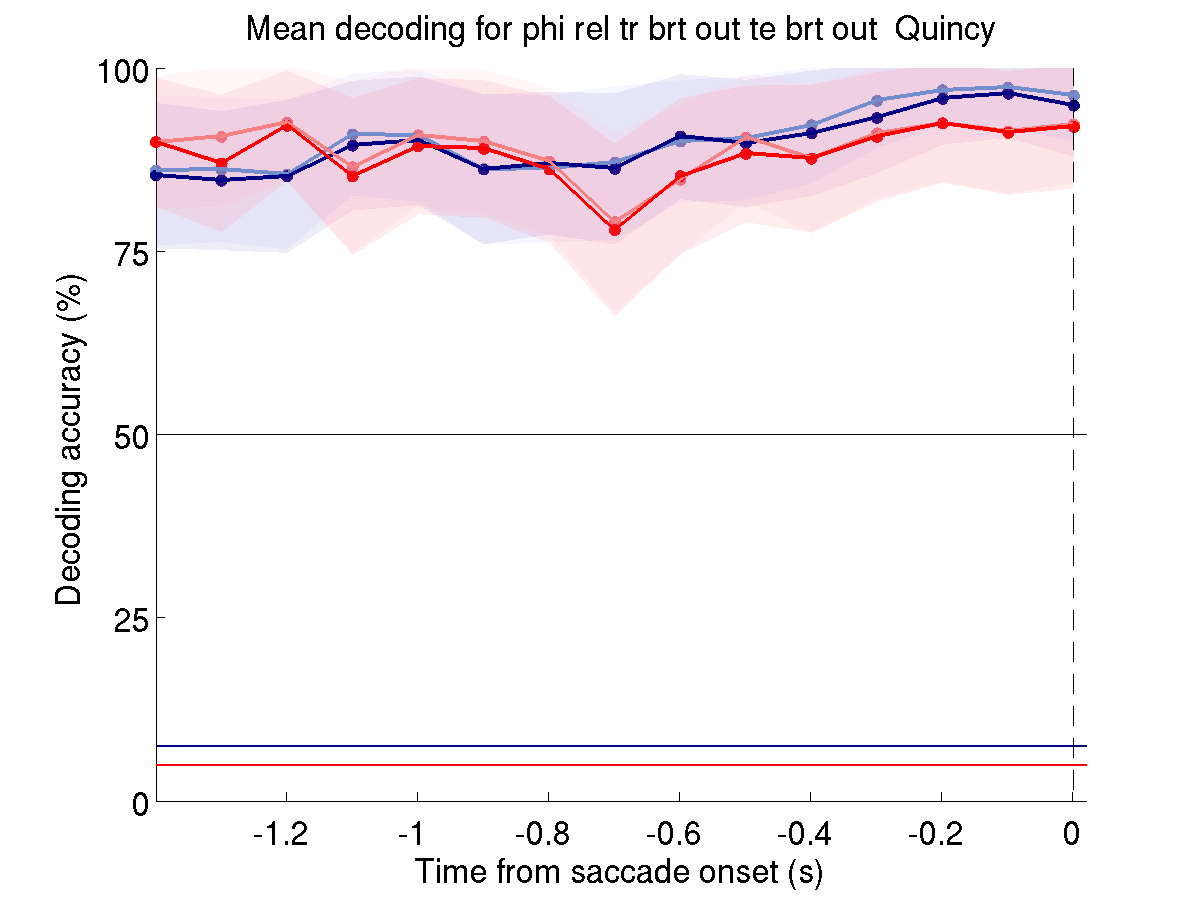 Mean decoding for phi rel tr brt out te brt out  Quincy
100
75
50
25
0
Decoding accuracy (%)
-1.2 -1 -0.8 -0.6 -0.4 -0.2 0
Time from saccade onset (s)